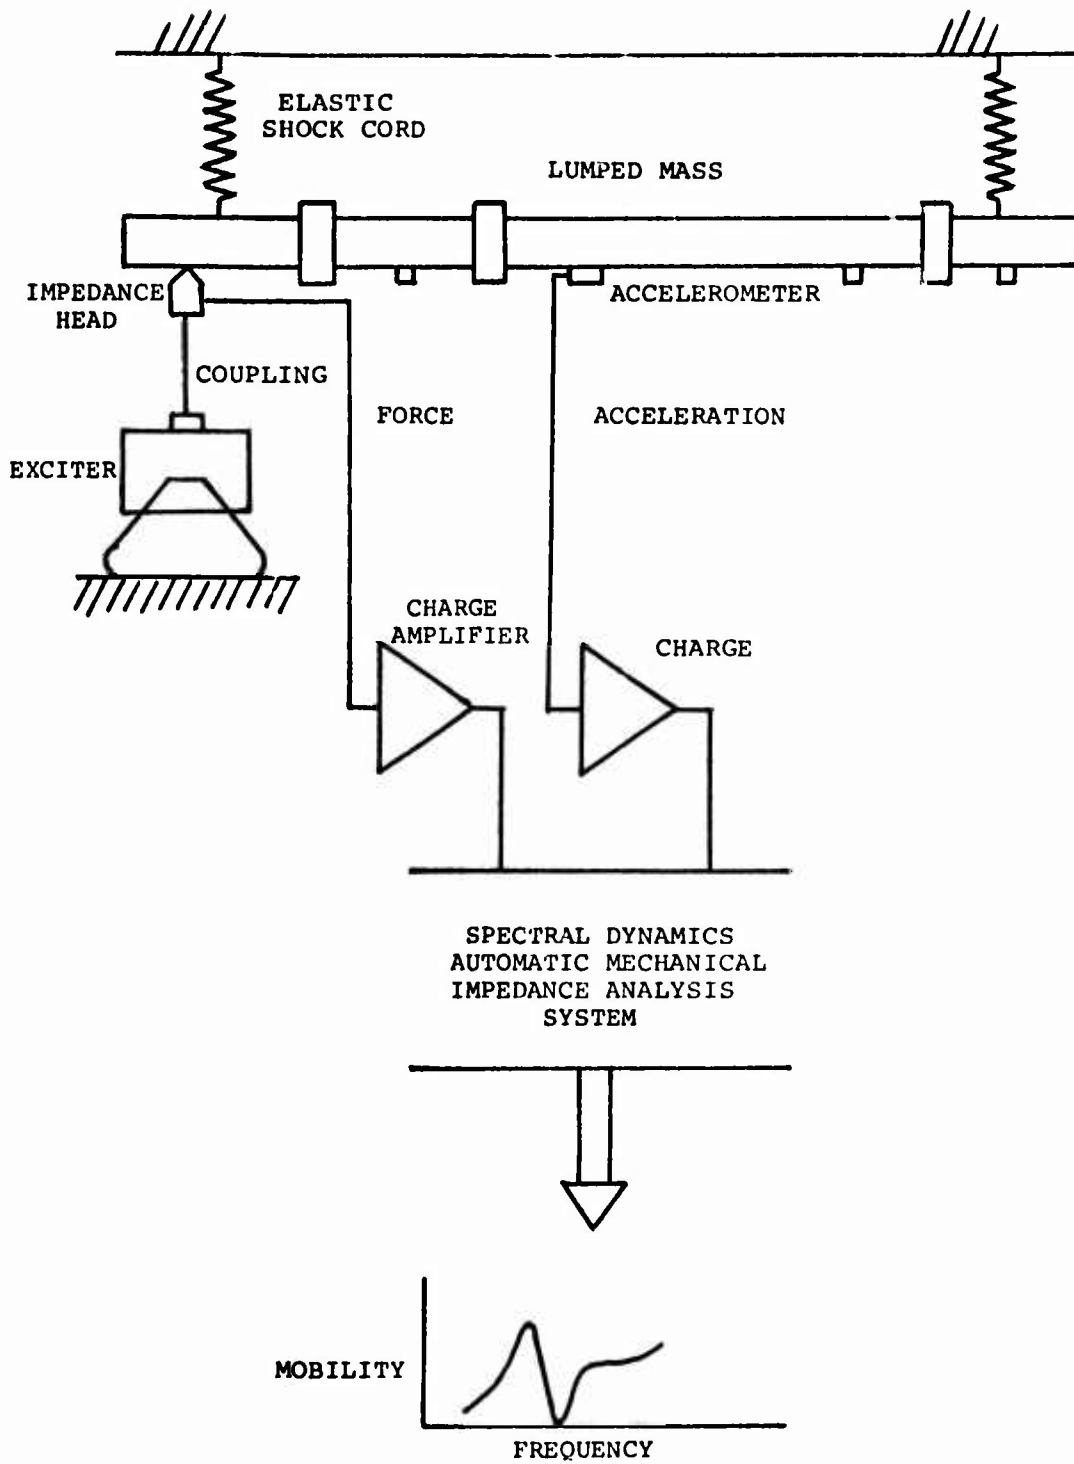 ELASTIC
SHOCK CORD
LUMPED MASS
IMPEDANCE
HEAD
ACCELEROMETER
COUPLING
FORCE
ACCELERATION
EXCITER
CHARGE
AMPLIFIER
CHARGE
SPECTRAL DYNAMICS
AUTOMATIC MECHANICAL
IMPEDANCE ANALYSIS
SYSTEM
MOBILITY
FREQUENCY